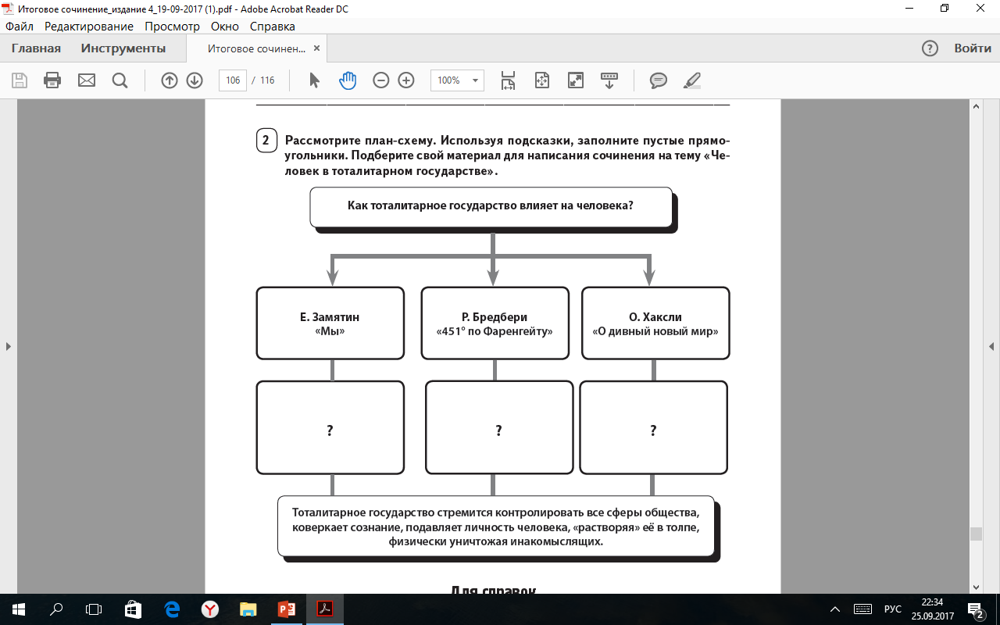 Итоговое сочинение_издание 4_19-09-2017 (1).pdf - Adobe Acrobat Reader DC
Файл Редактирование Просмотр Окно Справка
Главная Инструменты Итоговое сочинен... × ? Войти
106 / 116 100%
2 Рассмотрите план-схему. Используя подсказки, заполните пустые прямо-
угольники. Подберите свой материал для написания сочинения на тему «Че-
ловек в тоталитарном государстве».
Как тоталитарное государство влияет на человека?
Е. Замятин
«Мы»
Р. Бредбери
«451° по Фаренгейту»
О. Хаксли
«О дивный новый мир»
?
?
?
Тоталитарное государство стремится контролировать все сферы общества,
коверкает сознание, подавляет личность человека, «растворяя» её в толпе,
физически уничтожая инакомыслящих.
Для справок
РУС 22:34
25.09.2017 2